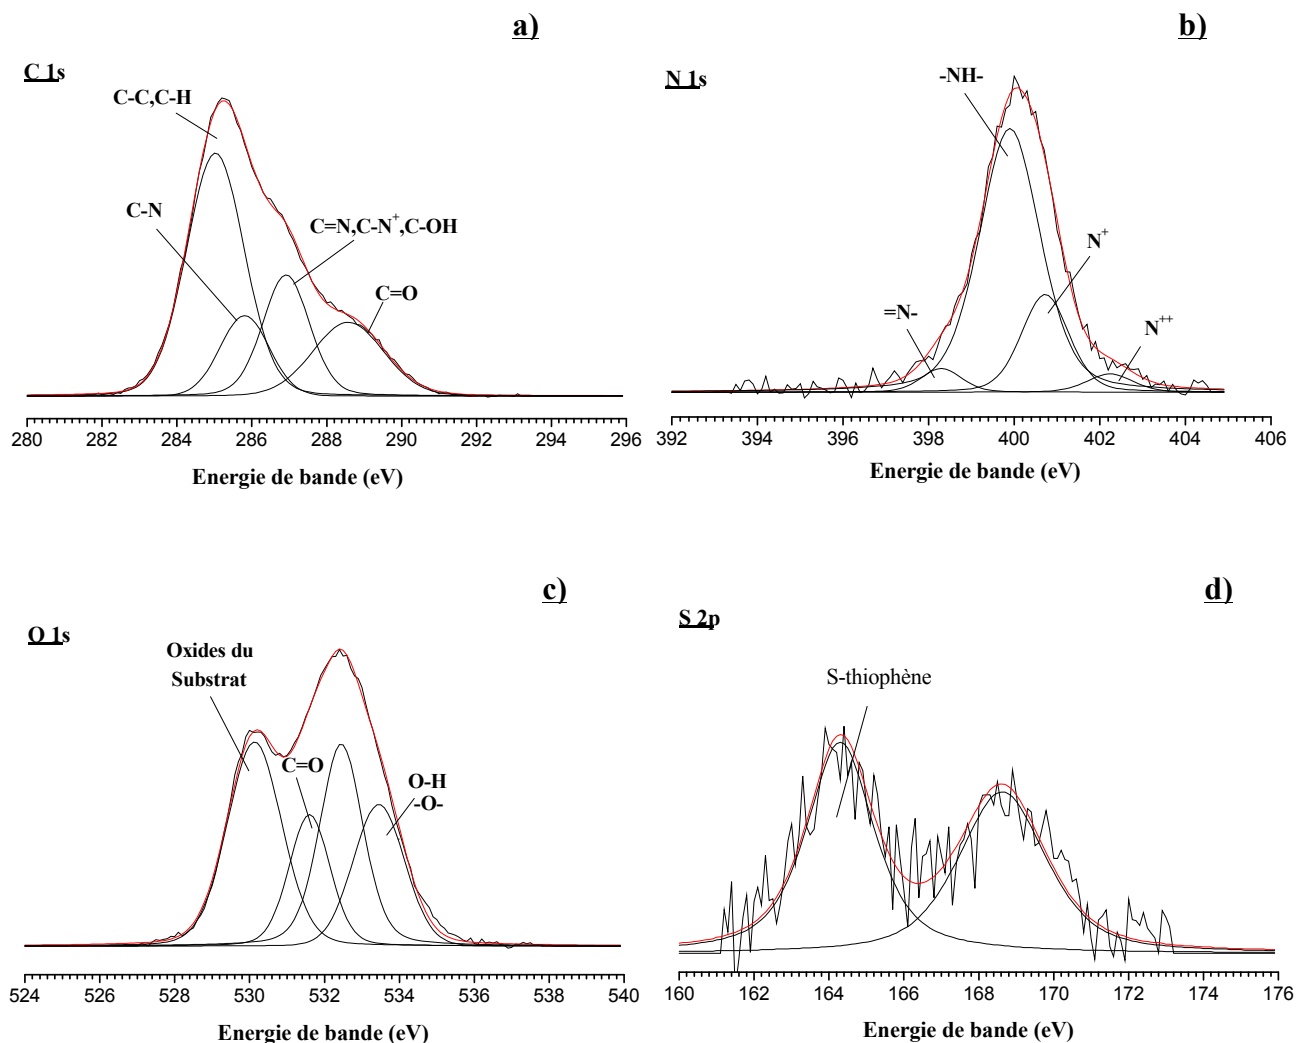 a)
C 1s
C-C,C-H
C-N
C=N,C-N+,C-OH
C=O
280 282 284 286 288 290 292 294 296
Energie de bande (eV)
b)
N 1s
-NH-
N+
=N-
N++
392 394 396 398 400 402 404 406
Energie de bande (eV)
c)
O 1s
Oxides du
Substrat
C=O
O-H
-O-
524 526 528 530 532 534 536 538 540
Energie de bande (eV)
d)
S 2p
S-thiophène
160 162 164 166 168 170 172 174 176
Energie de bande (eV)